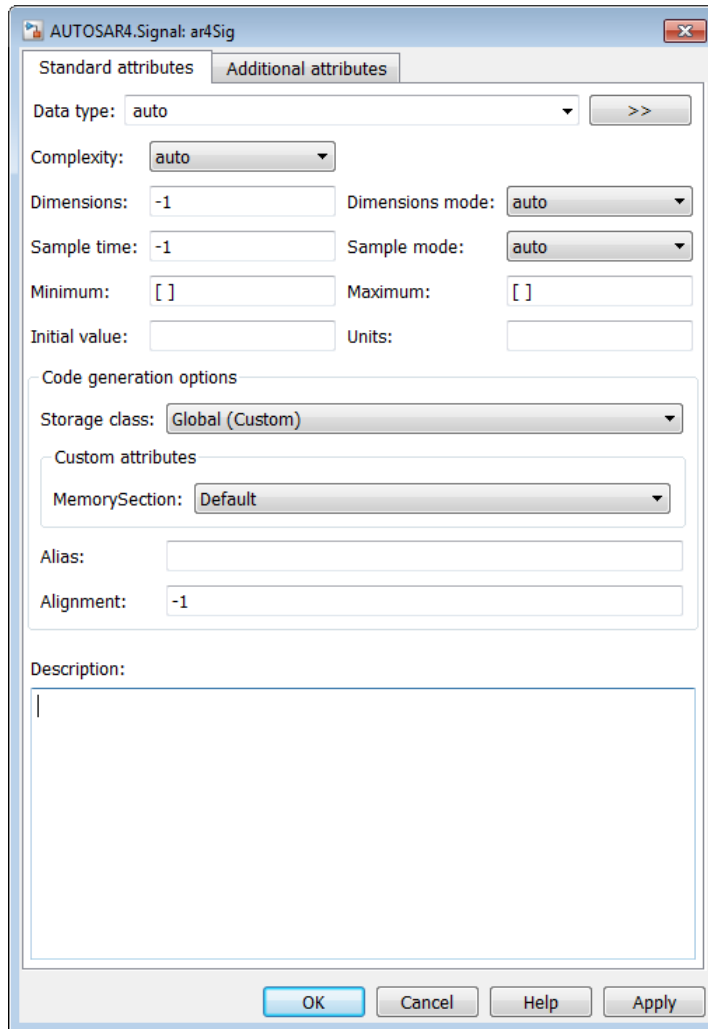 AUTOSAR4.Signal: ar4Sig
Standard attributes Additional attributes
Data type: auto >>
Complexity: auto
Dimensions: -1 Dimensions mode: auto
Sample time: -1 Sample mode: auto
Minimum: [ ] Maximum: [ ]
Initial value: Units:
Code generation options
Storage class: Global (Custom)
Custom attributes
MemorySection: Default
Alias:
Alignment: -1
Description:
OK Cancel Help Apply